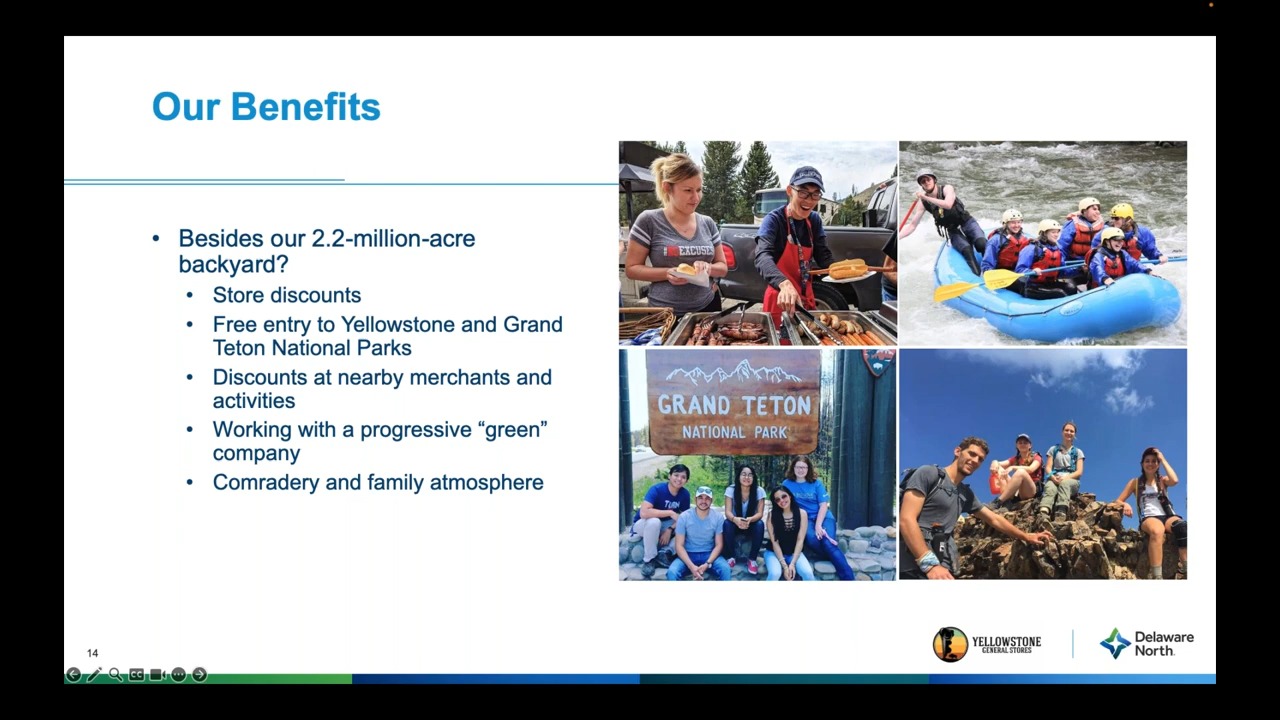 Our Benefits
• Besides our 2.2-million-acre
backyard?
• Store discounts
• Free entry to Yellowstone and Grand
Teton National Parks
• Discounts at nearby merchants and
activities
• Working with a progressive “green”
company
• Comradery and family atmosphere
EXCUSES
GRAND TETON
NATIONAL PARK
14
CC
YELLOWSTONE
GENERAL STORES
Delaware
North